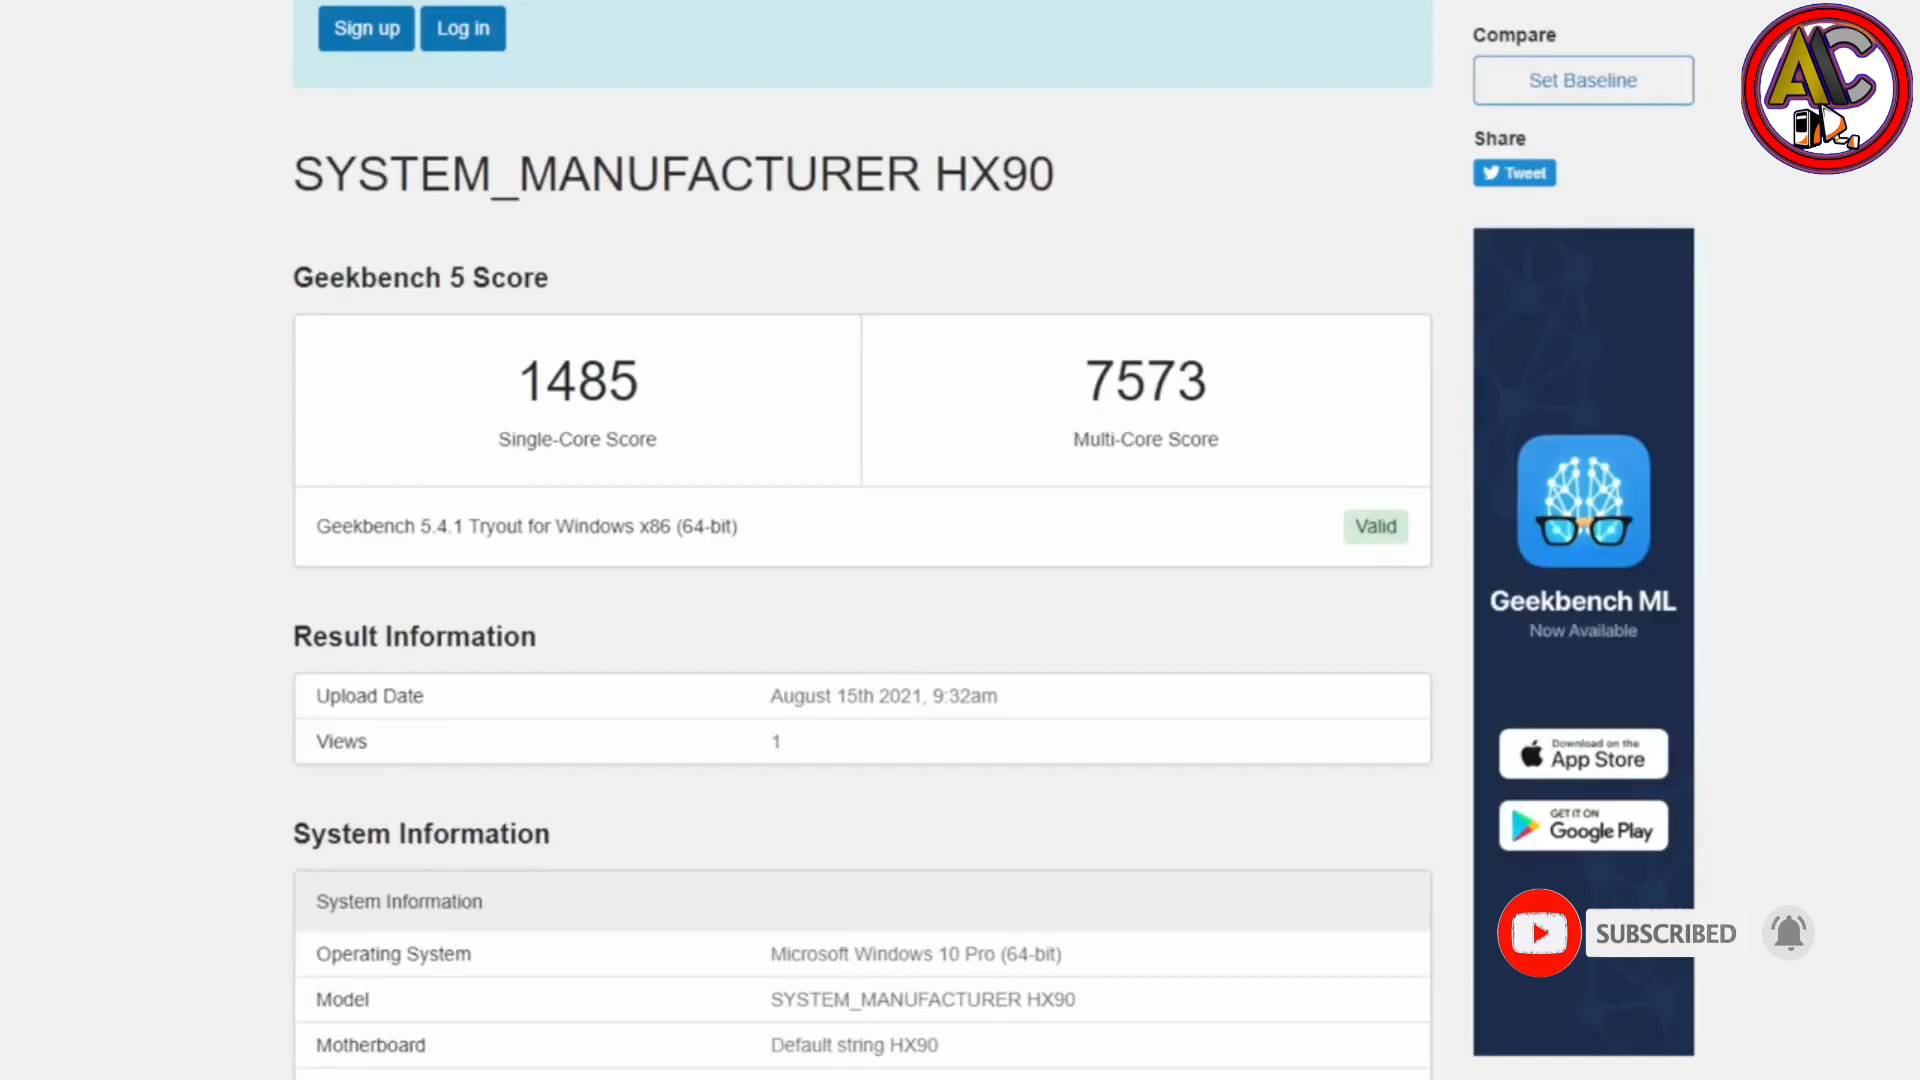 Sign up
Log in
Compare
Set Baseline
AC
Share
Tweet
SYSTEM_MANUFACTURER HX90
Geekbench 5 Score
1485
7573
Single-Core Score
Multi-Core Score
Geekbench 5.4.1 Tryout for Windows x86 (64-bit)
Valid
Geekbench ML
Now Available
Result Information
Upload Date
August 15th 2021, 9:32am
Views
1
Download on the
App Store
GET IT ON
Google Play
System Information
System Information
SUBSCRIBED
Operating System
Microsoft Windows 10 Pro (64-bit)
Model
SYSTEM_MANUFACTURER HX90
Motherboard
Default string HX90